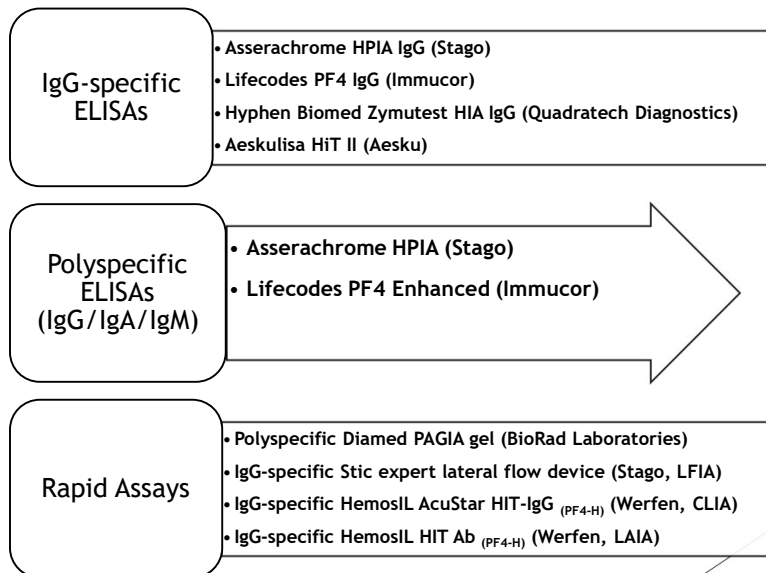 IgG-specific
ELISAs
• Asserachrome HPIA IgG (Stago)
• Lifecodes PF4 IgG (Immucor)
• Hyphen Biomed Zymutest HIA IgG (Quadratech Diagnostics)
• Aeskulisa HiT II (Aesku)
Polyspecific
ELISAs
(IgG/IgA/IgM)
• Asserachrome HPIA (Stago)
• Lifecodes PF4 Enhanced (Immucor)
Rapid Assays
• Polyspecific Diamed PAGIA gel (BioRad Laboratories)
• IgG-specific Stic expert lateral flow device (Stago, LFIA)
• IgG-specific HemosIL AcuStar HIT-IgG (PF4-H) (Werfen, CLIA)
• IgG-specific HemosIL HIT Ab (PF4-H) (Werfen, LAIA)